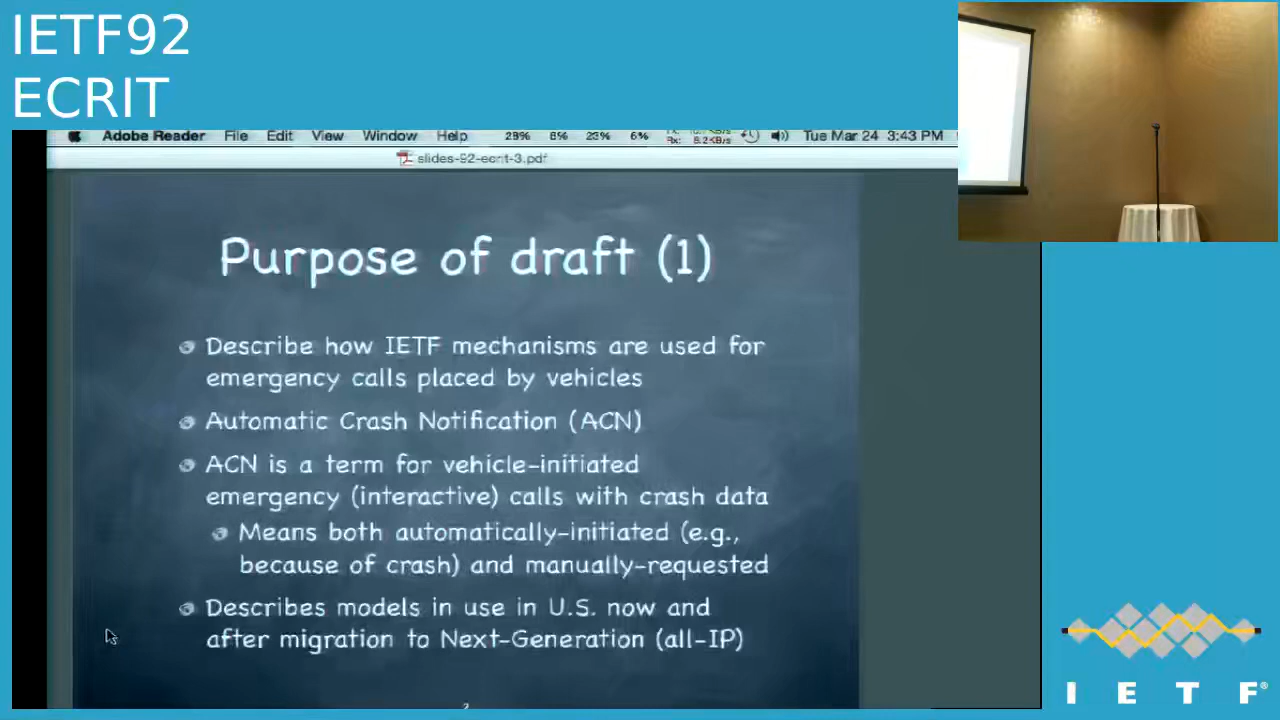 IETF92
ECRIT
Adobe Reader File Edit View Window Help 6% 6% Tue Mar 24 3:43 PM
slides-92-ecrit-3.pdf
Purpose of draft (1)
Describe how IETF mechanisms are used for
emergency calls placed by vehicles
Automatic Crash Notification (ACN)
ACN is a term for vehicle-initiated
emergency (interactive) calls with crash data
Means both automatically-initiated (e.g.,
because of crash) and manually-requested
Describes models in use in U.S. now and
after migration to Next-Generation (all-IP)
I E T F®